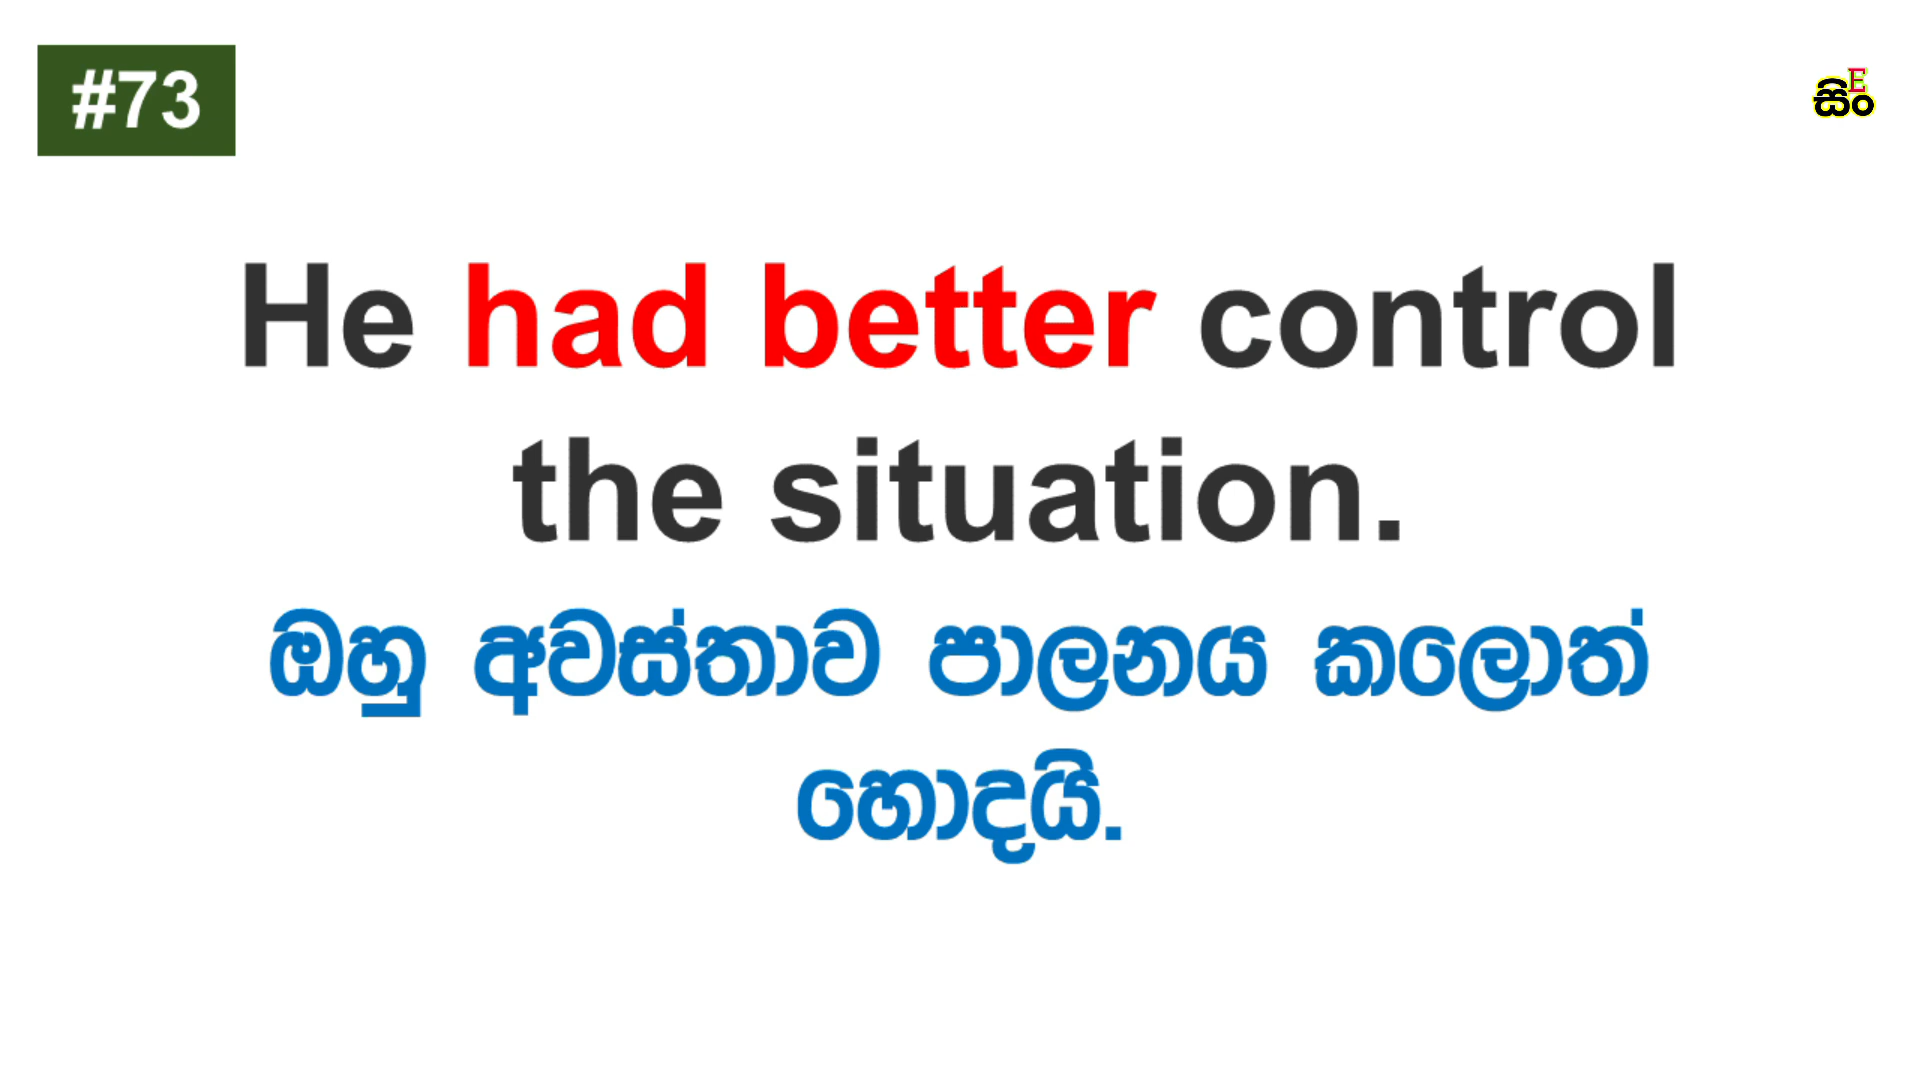 #73
සිංE
He had better control
the situation.
ඔහු අවස්තාව පාලනය කලොත්
හොදයි.